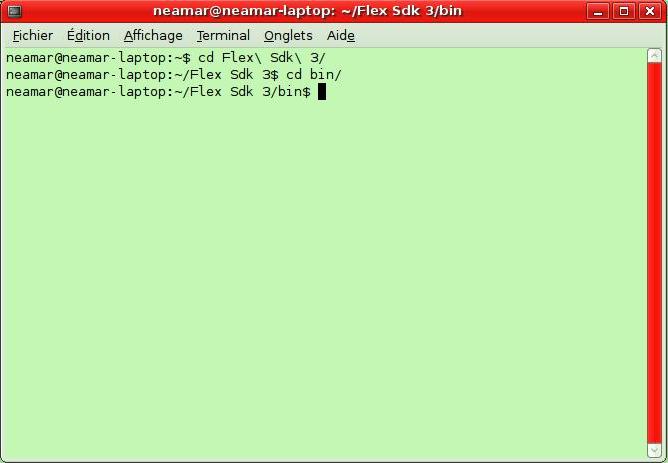 neamar@neamar-laptop: ~/Flex Sdk 3/bin
Fichier Édition Affichage Terminal Onglets Aide
neamar@neamar-laptop:~$ cd Flex\ Sdk\ 3/
neamar@neamar-laptop:~/Flex Sdk 3$ cd bin/
neamar@neamar-laptop:~/Flex Sdk 3/bin$